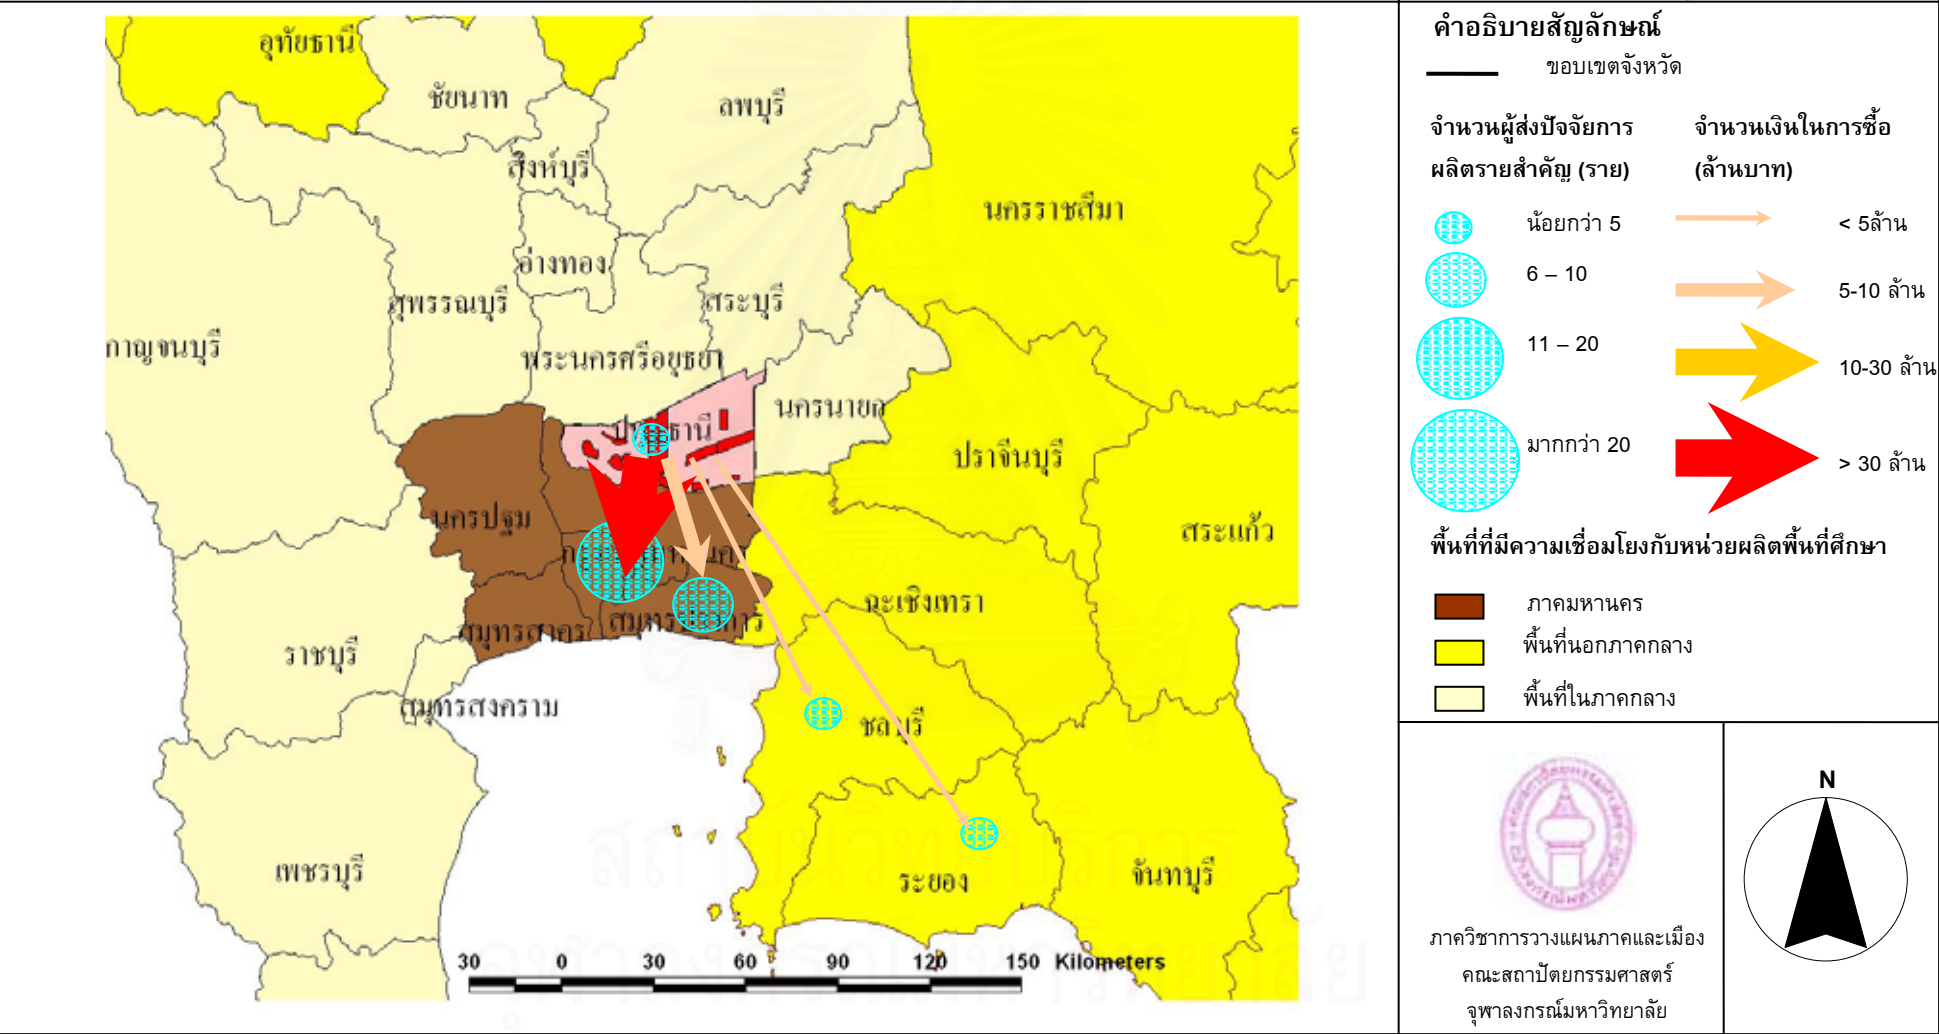 อุทัยธานี
ชัยนาท
ลพบุรี
สิงห์บุรี
นครราชสีมา
อ่างทอง
สุพรรณบุรี
สระบุรี
กาญจนบุรี
พระนครศรีอยุธยา
นครนายก
ปราจีนบุรี
นครปฐม
สระแก้ว
ฉะเชิงเทรา
สมุทรสาคร
ราชบุรี
สมุทรสงคราม
ชลบุรี
เพชรบุรี
ระยอง
จันทบุรี
30 0 30 60 90 120 150 Kilometers
สถาบันวิทยบริการ
จุฬาลงกรณ์มหาวิทยาลัย
คำอธิบายสัญลักษณ์
ขอบเขตจังหวัด
จำนวนผู้ส่งปัจจัยการ
ผลิตรายสำคัญ (ราย)
น้อยกว่า 5
6 – 10
11 – 20
มากกว่า 20
จำนวนเงินในการซื้อ
(ล้านบาท)
< 5ล้าน
5-10 ล้าน
10-30 ล้าน
> 30 ล้าน
พื้นที่ที่มีความเชื่อมโยงกับหน่วยผลิตพื้นที่ศึกษา
ภาคมหานคร
พื้นที่นอกภาคกลาง
พื้นที่ในภาคกลาง
ภาควิชาการวางแผนภาคและเมือง
คณะสถาปัตยกรรมศาสตร์
จุฬาลงกรณ์มหาวิทยาลัย
N